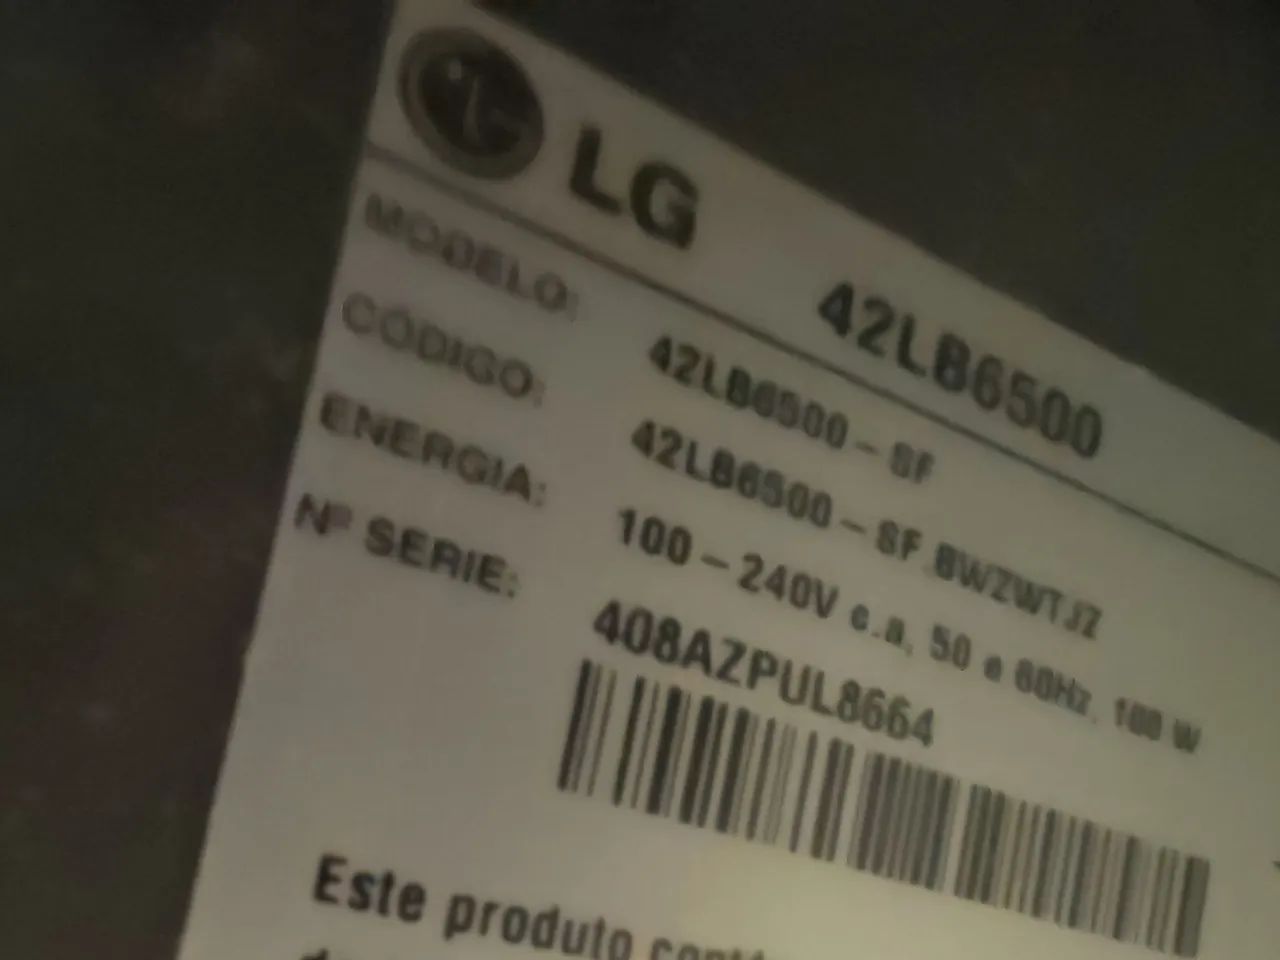 LG
42LB6500
MODELO: 42LB6500-SF
CÓDIGO: 42LB6500-SF.BWZWTJZ
ENERGIA: 100-240V c.a, 50 e 60Hz, 100 W
Nº SERIE: 408AZPUL8664
Este produto